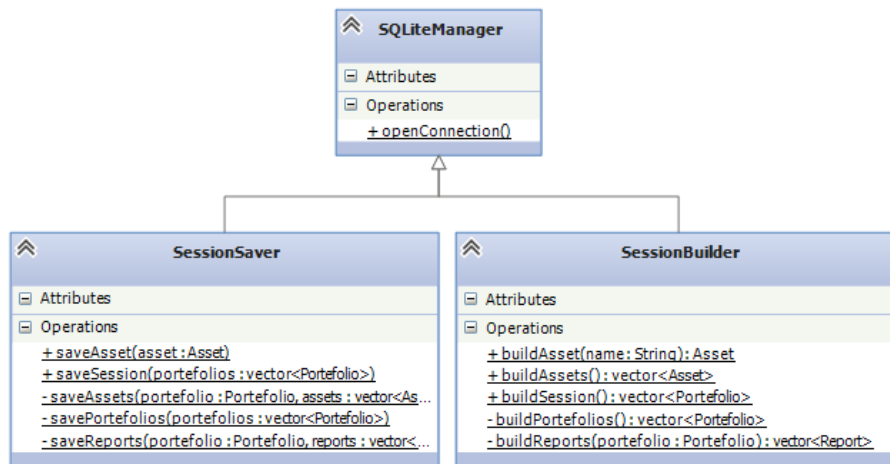 SQLiteManager
Attributes
Operations
+ openConnection()
SessionSaver
Attributes
Operations
+ saveAsset(asset : Asset)
+ saveSession(portefolios : vector<Portefolio>)
- saveAssets(portefolio : Portefolio, assets : vector<As...
- savePortefolios(portefolios : vector<Portefolio>)
- saveReports(portefolio : Portefolio, reports : vector<...
SessionBuilder
Attributes
Operations
+ buildAsset(name : String) : Asset
+ buildAssets() : vector<Asset>
+ buildSession() : vector<Portefolio>
- buildPortefolios() : vector<Portefolio>
- buildReports(portefolio : Portefolio) : vector<Report>